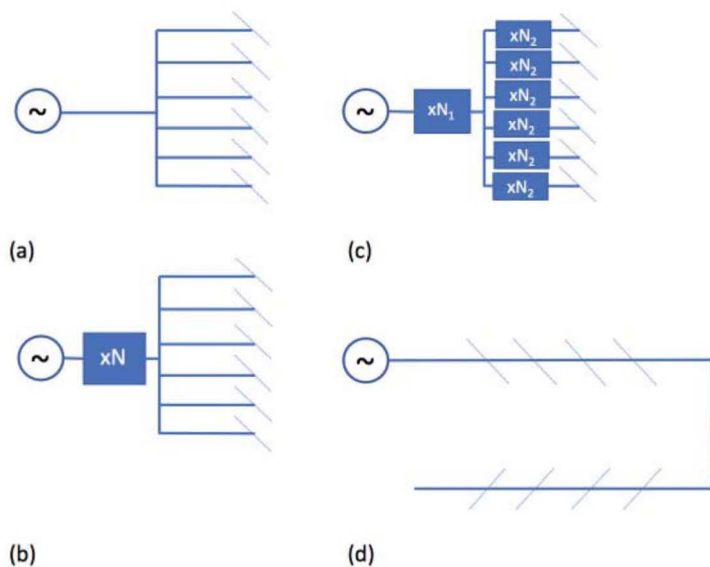 ~
(a)
~
xN₁
xN₂
xN₂
xN₂
xN₂
xN₂
xN₂
(c)
~
xN
(b)
~
(d)